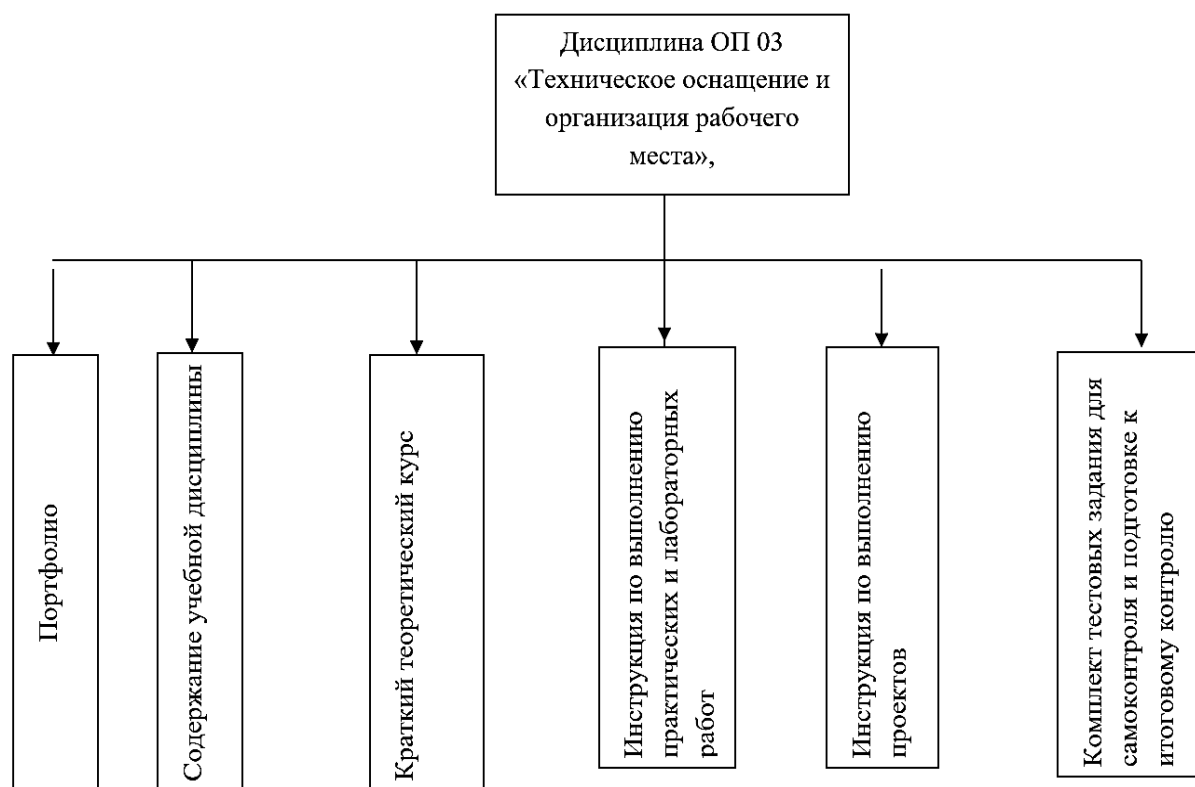 Дисциплина ОП 03
«Техническое оснащение и
организация рабочего
места»,
Портфолио
Содержание учебной дисциплины
Краткий теоретический курс
Инструкция по выполнению
практических и лабораторных
работ
Инструкция по выполнению
проектов
Комплект тестовых задания для
самоконтроля и подготовке к
итоговому контролю